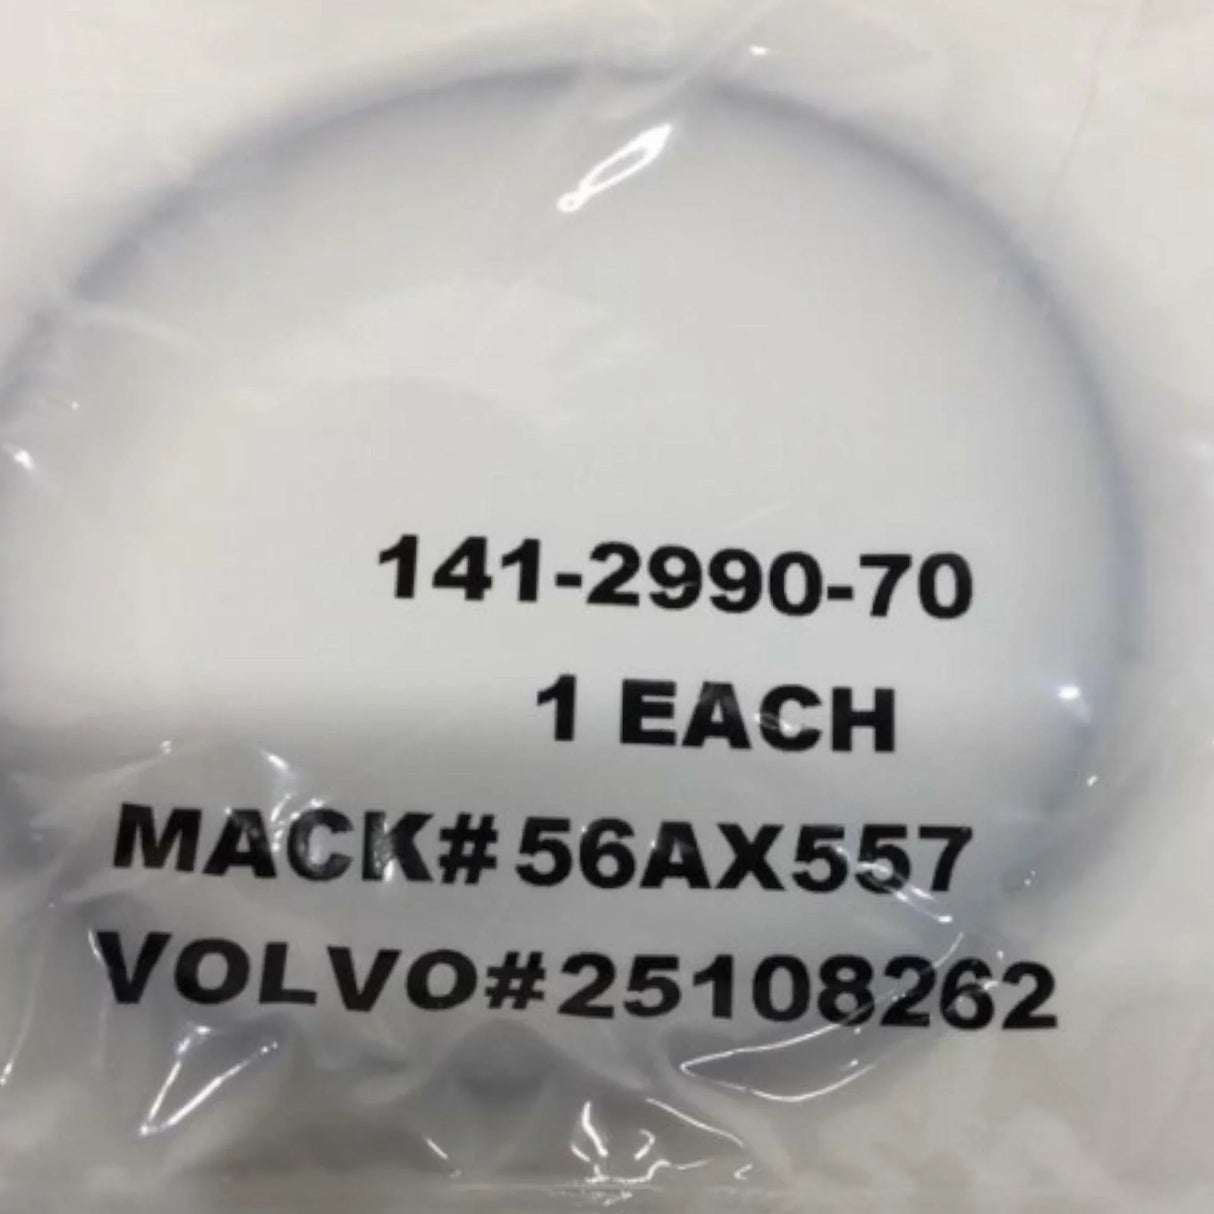 141-2990-70
1 EACH
MACK#56AX557
VOLVO#25108262